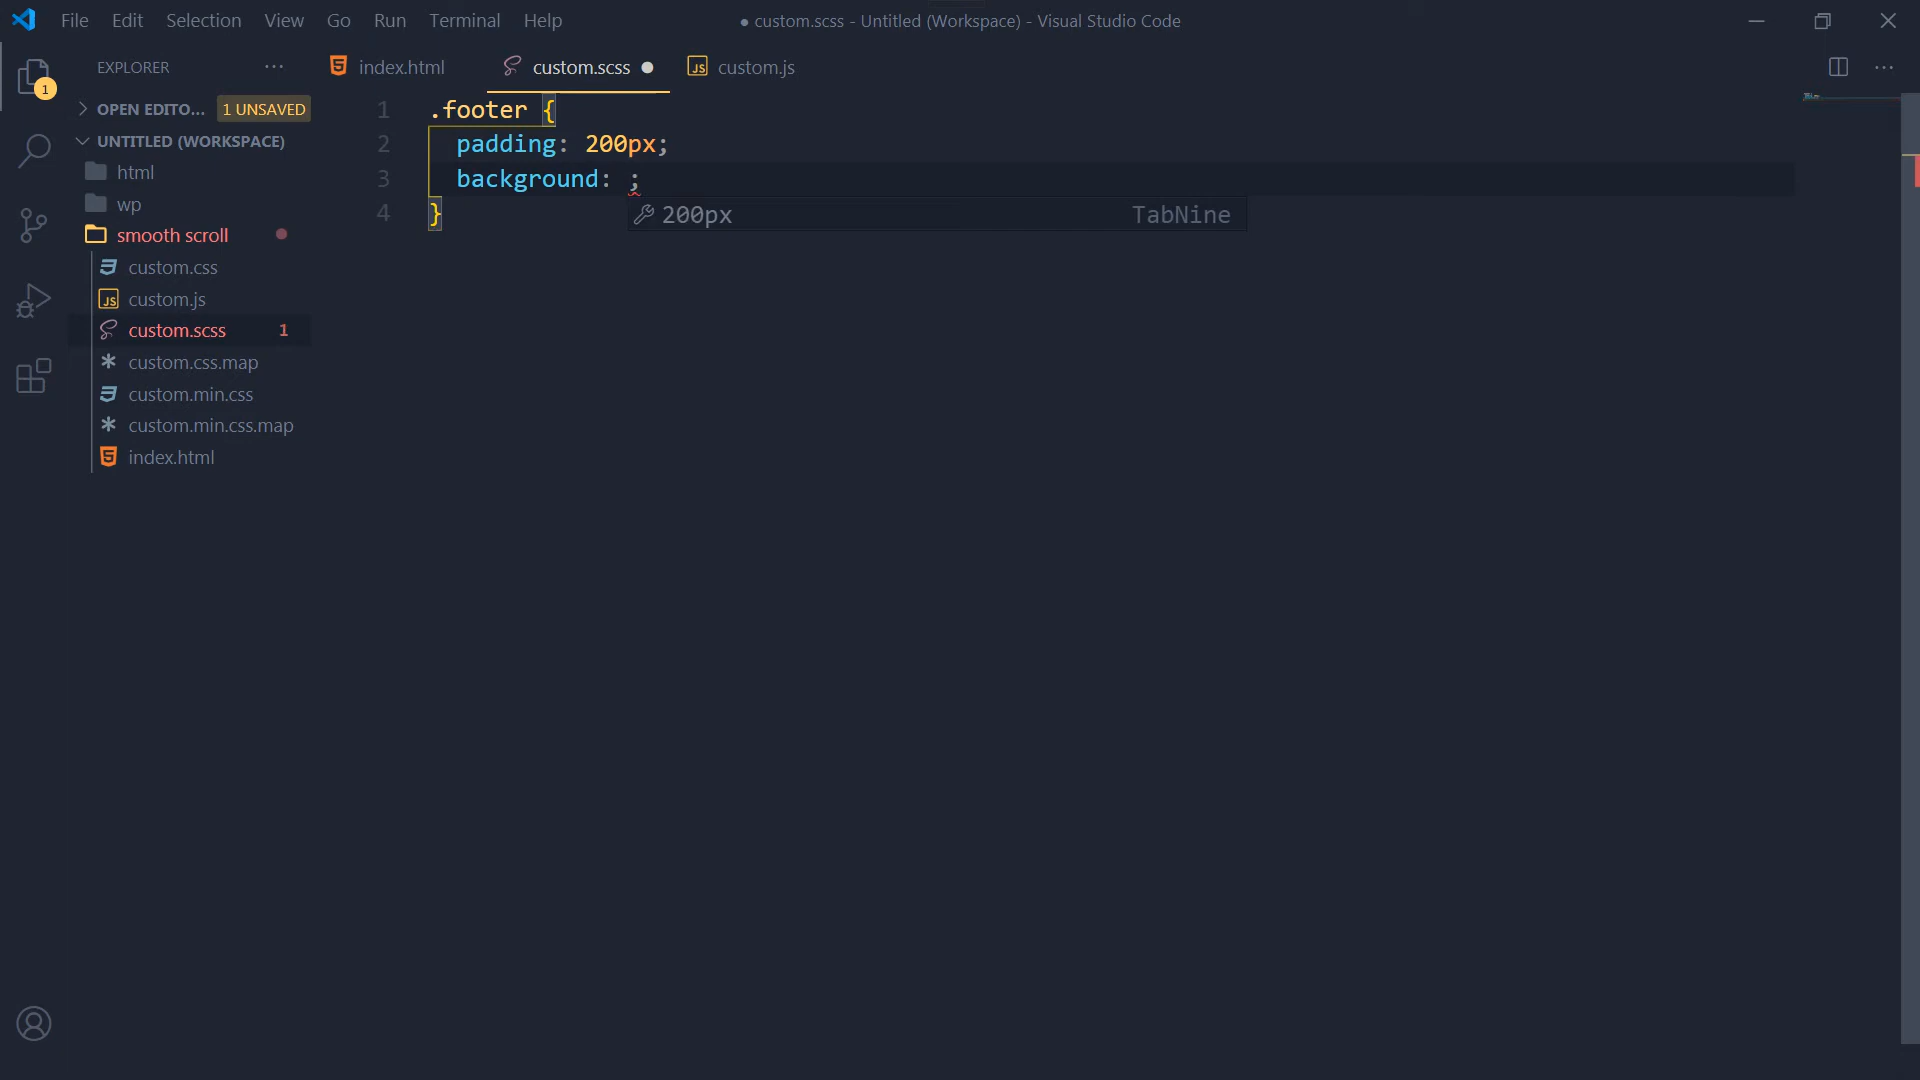 File Edit Selection View Go Run Terminal Help
● custom.scss - Untitled (Workspace) - Visual Studio Code
EXPLORER ···
index.html
custom.scss ●
JS custom.js
···
1
OPEN EDITO... 1 UNSAVED
UNTITLED (WORKSPACE)
html
wp
smooth scroll
custom.css
JS custom.js
custom.scss 1
custom.css.map
custom.min.css
custom.min.css.map
index.html
1 .footer {
2 padding: 200px;
3 background: ;
4 }
200px TabNine